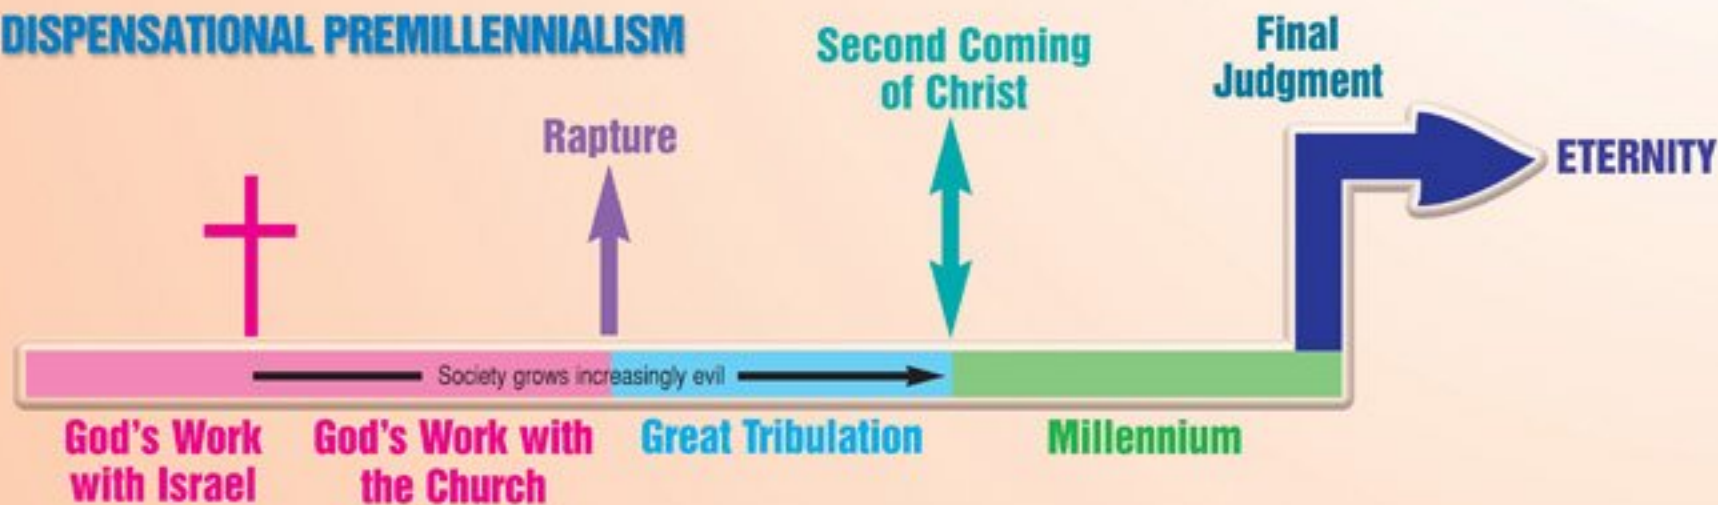 DISPENSATIONAL PREMILLENNIALISM
Second Coming
of Christ
Final
Judgment
Rapture
ETERNITY
Society grows increasingly evil
God's Work
with Israel
God's Work with
the Church
Great Tribulation
Millennium